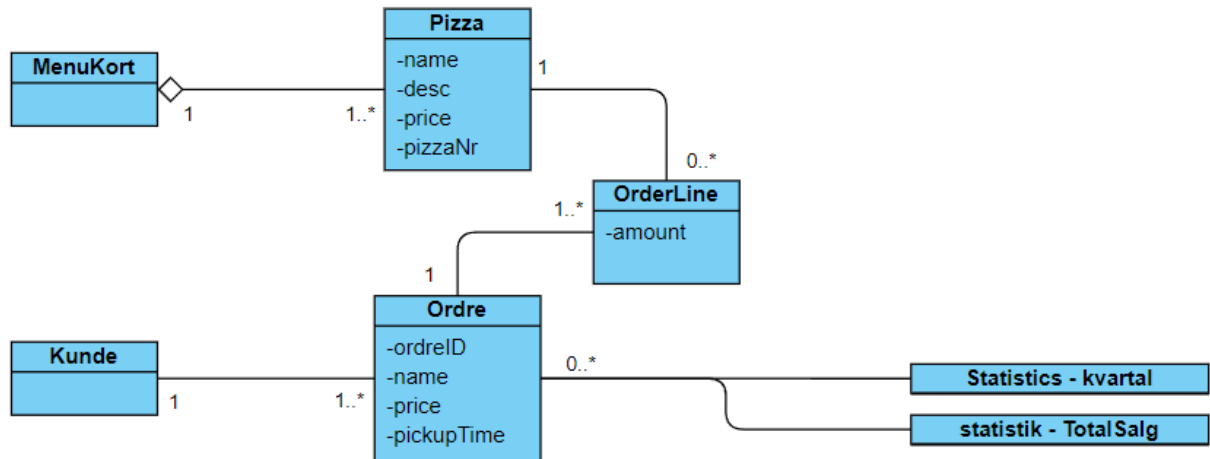 Pizza
-name
-desc
-price
-pizzaNr
MenuKort
1
1..*
1
0..*
OrderLine
-amount
1..*
1
Ordre
-ordreID
-name
-price
-pickupTime
Kunde
1
1..*
0..*
Statistics - kvartal
statistik - TotalSalg